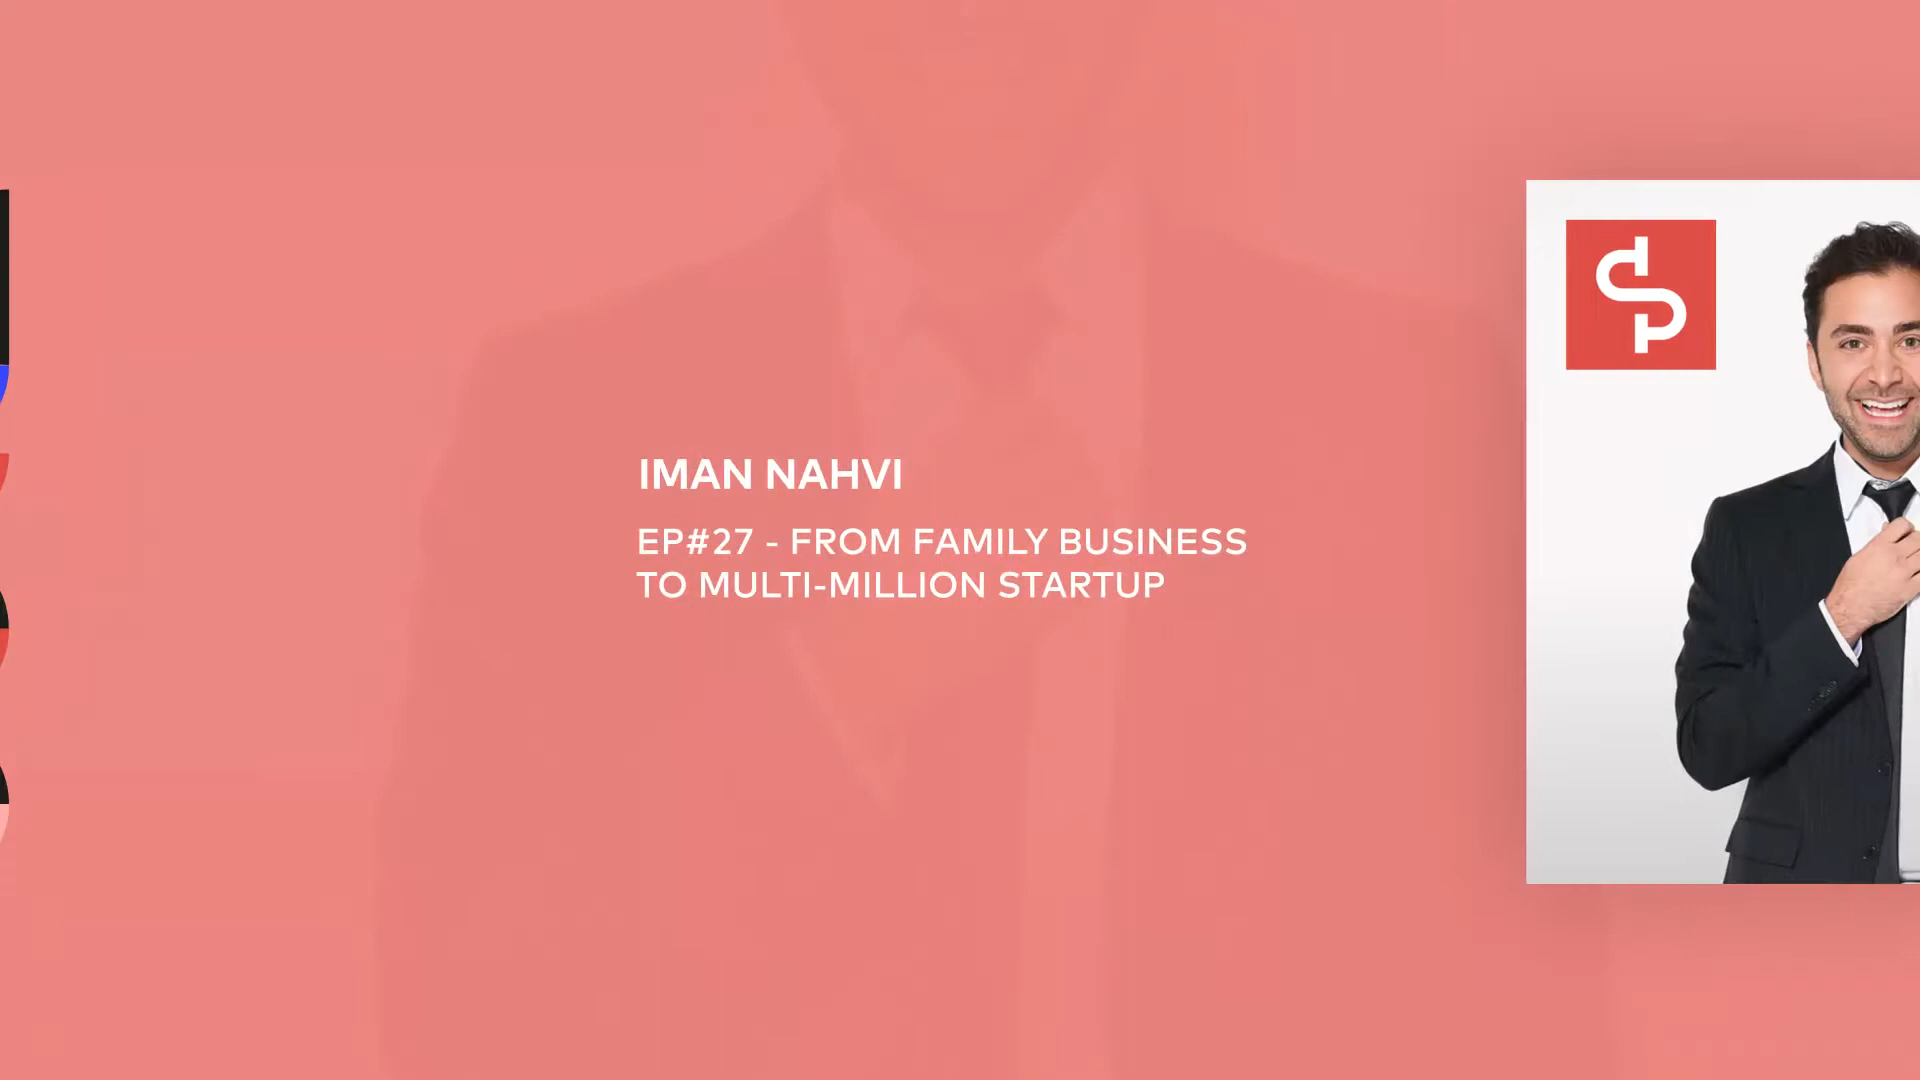 IMAN NAHVI
EP#27 - FROM FAMILY BUSINESS
TO MULTI-MILLION STARTUP